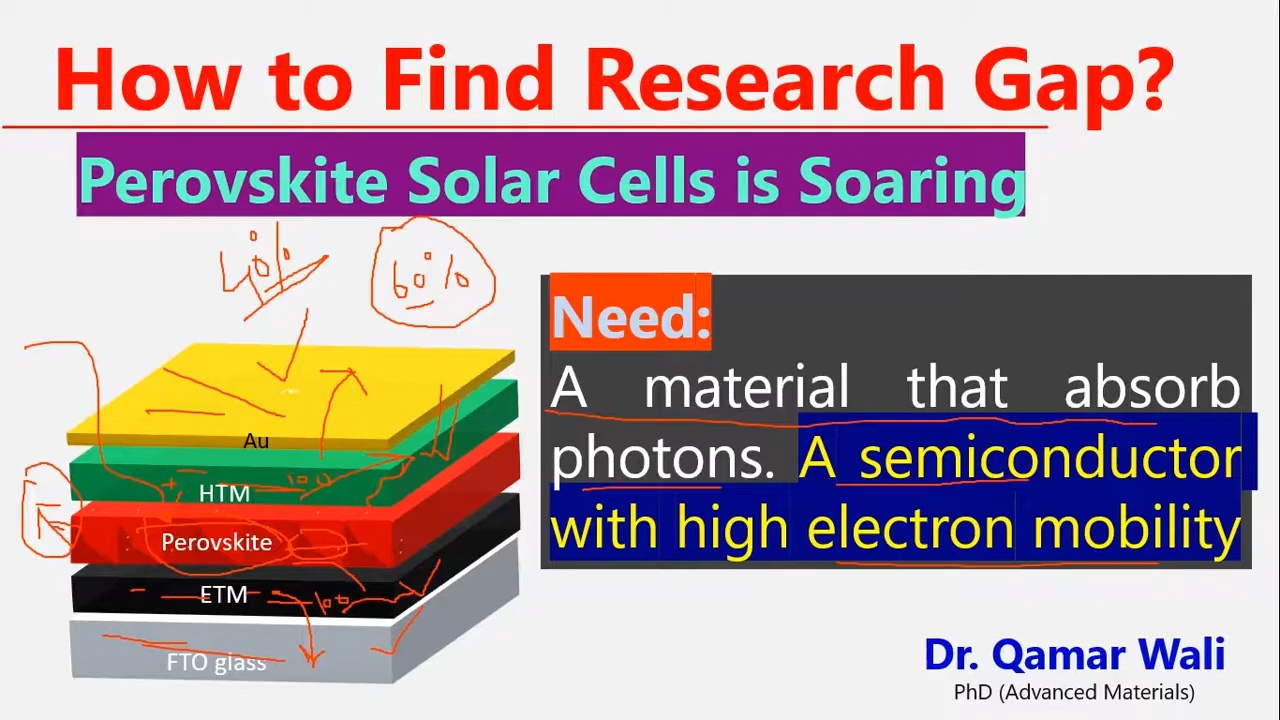 How to Find Research Gap?
Perovskite Solar Cells is Soaring
60%
Need:
A material that absorb
photons. A semiconductor
with high electron mobility
Au
HTM
Perovskite
ETM
FTO glass
Dr. Qamar Wali
PhD (Advanced Materials)